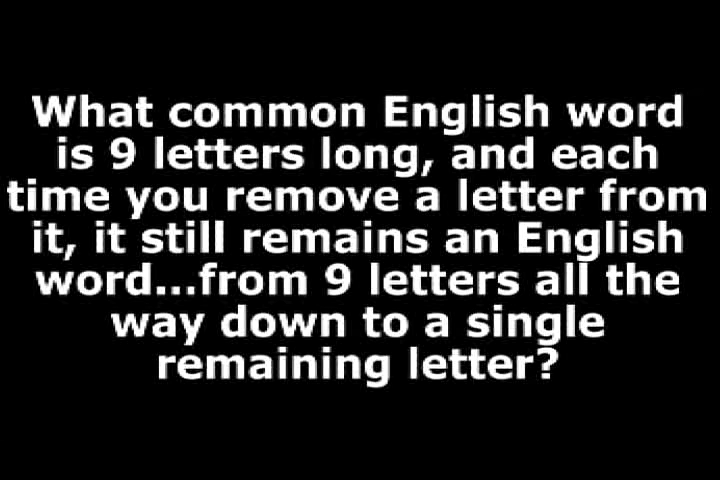 What common English word
is 9 letters long, and each
time you remove a letter from
it, it still remains an English
word...from 9 letters all the
way down to a single
remaining letter?